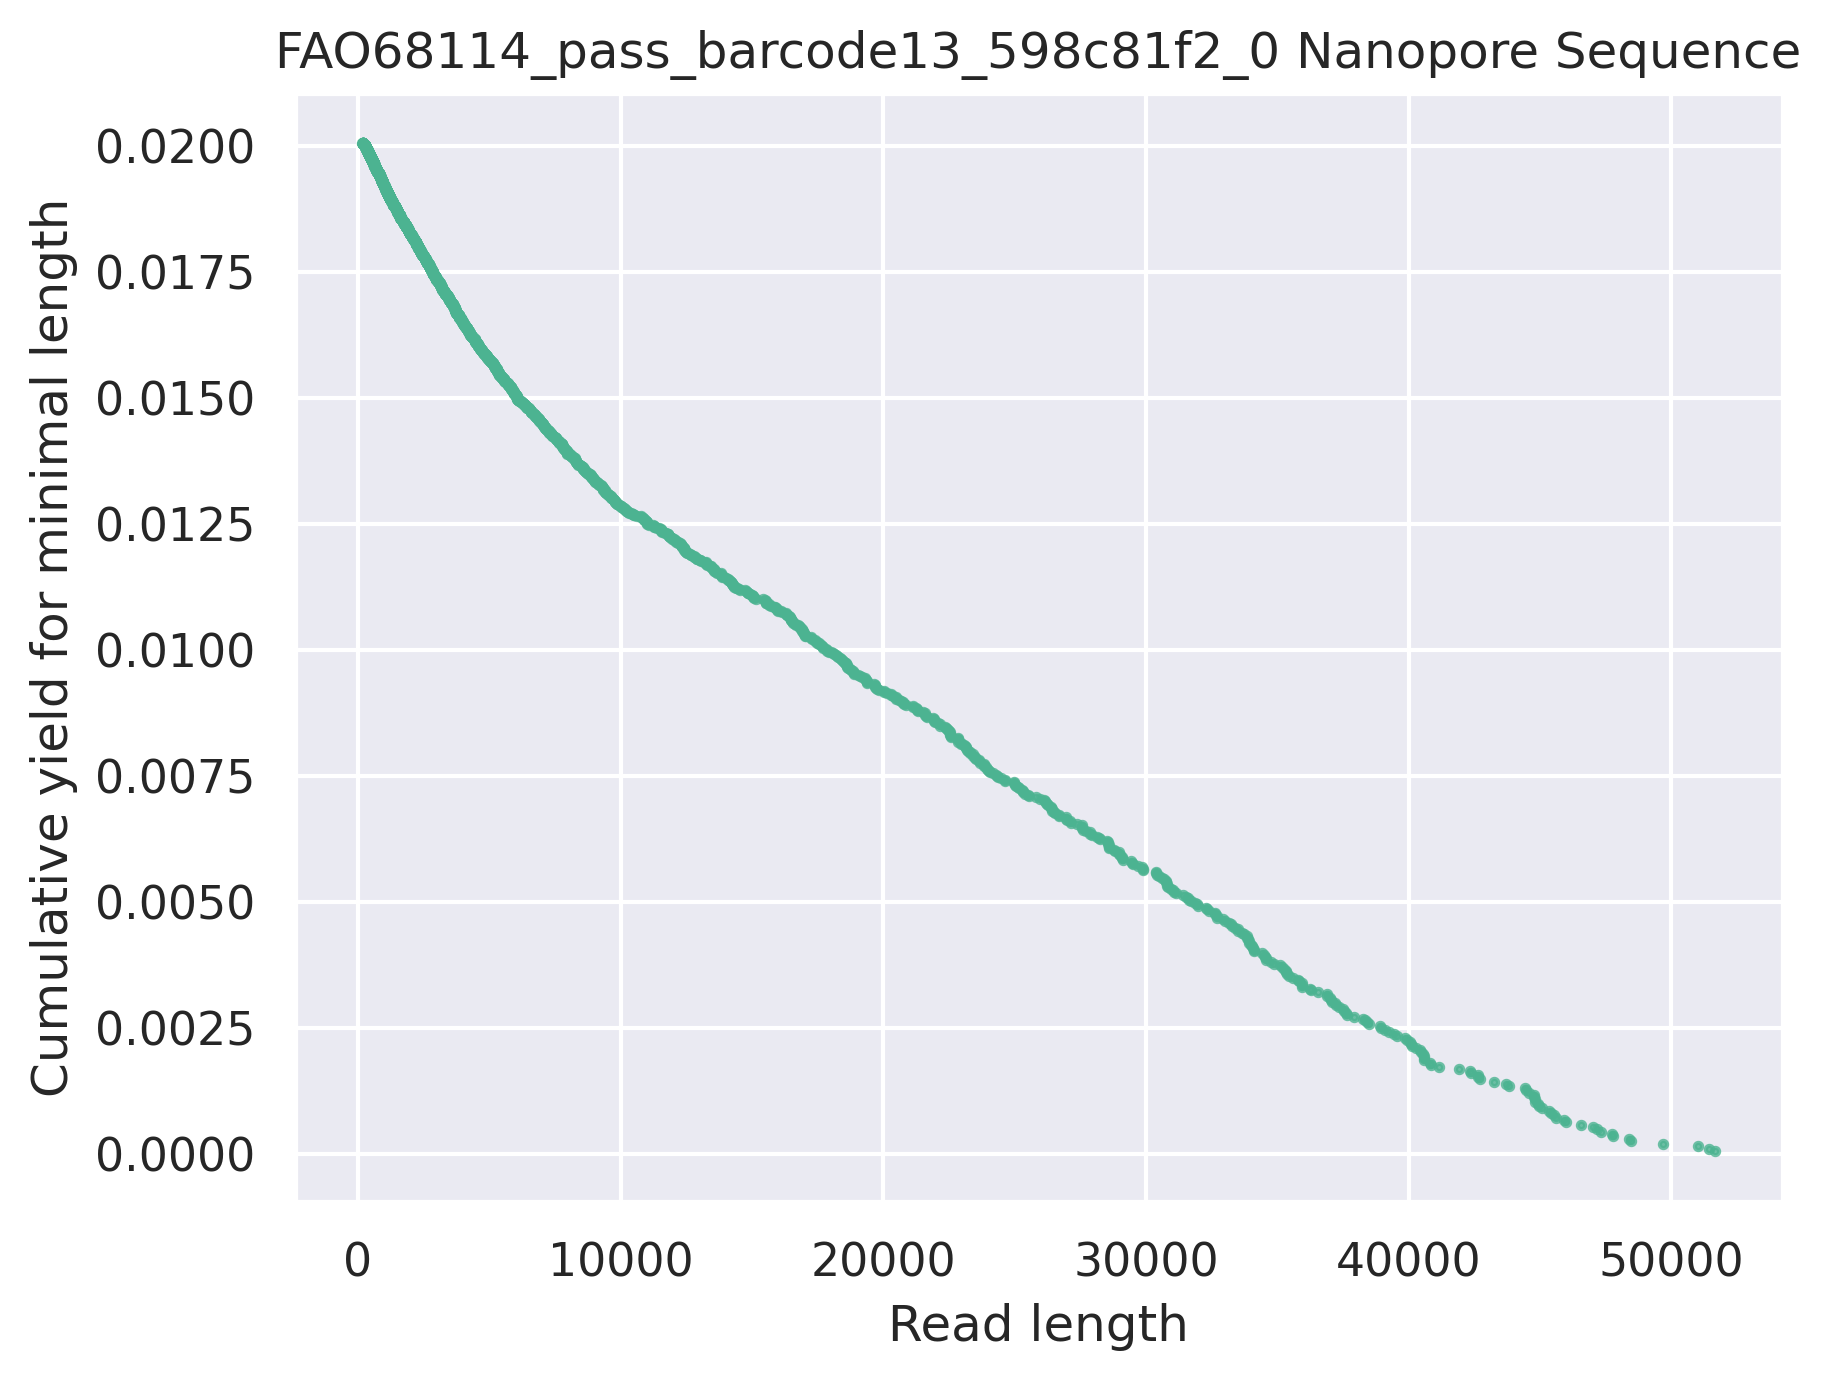 FAO68114_pass_barcode13_598c81f2_0 Nanopore Sequence
Cumulative yield for minimal length
0.0200
0.0175
0.0150
0.0125
0.0100
0.0075
0.0050
0.0025
0.0000
0 10000 20000 30000 40000 50000
Read length